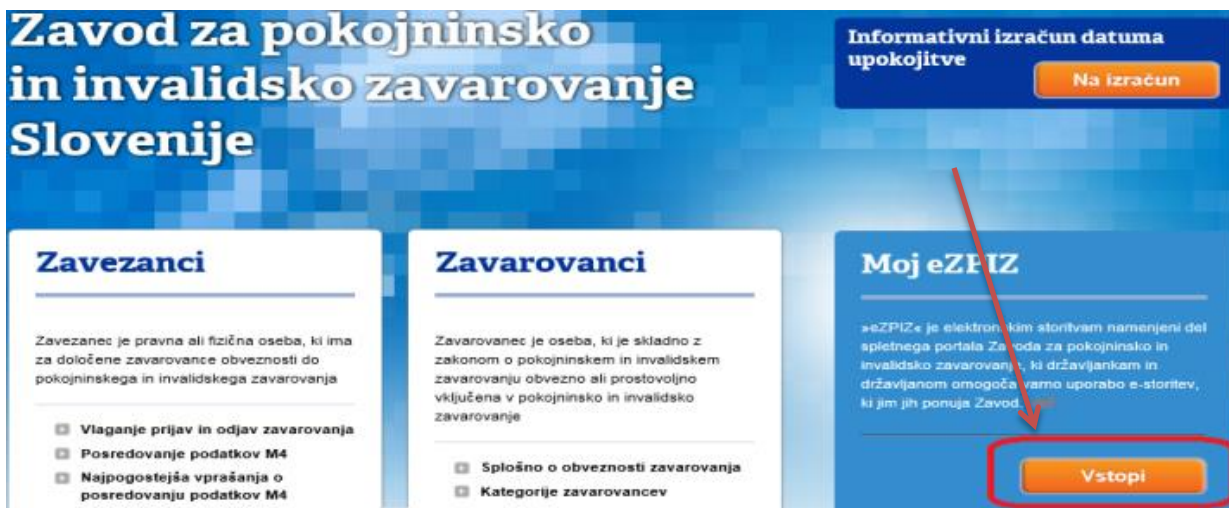 Zavod za pokojninsko
in invalidsko zavarovanje
Slovenije
Informativni izračun datuma
upokojitve
Na izračun
Zavezanci
Zavezanec je pravna ali fizična oseba, ki ima
za določene zavarovance obveznosti do
pokojninskega in invalidskega zavarovanja
Vlaganje prijav in odjav zavarovanja
Posredovanje podatkov M4
Najpogostejša vprašanja o
posredovanju podatkov M4
Zavarovanci
Zavarovanec je oseba, ki je skladno z
zakonom o pokojninskem in invalidskem
zavarovanju obvezno ali prostovoljno
vključena v pokojninsko in invalidsko
zavarovanje
Splošno o obveznosti zavarovanja
Kategorije zavarovancev
Moj eZPIZ
»eZPIZ« je elektronskim storitvam namenjeni del
spletnega portala Zavoda za pokojninsko in
invalidsko zavarovanje, ki državljankam in
državljanom omogoča varno uporabo e-storitev,
ki jim jih ponuja Zavod.
Vstopi